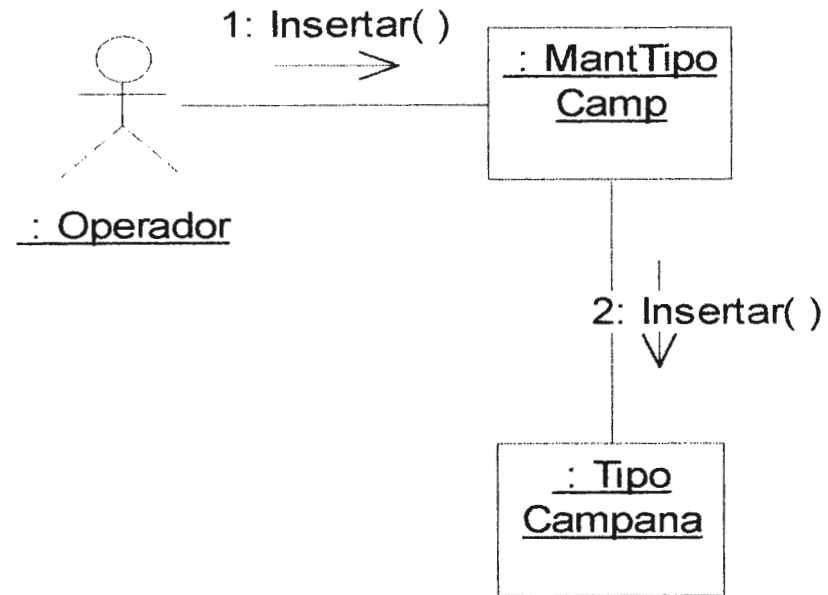 1: Insertar( )
: MantTipo
Camp
: Operador
2: Insertar( )
: Tipo
Campana